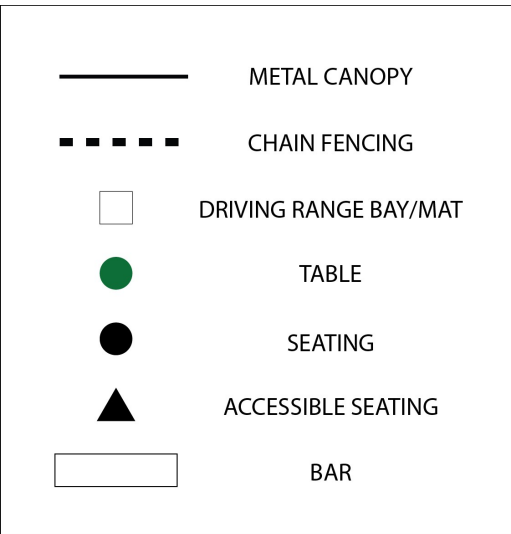 METAL CANOPY
CHAIN FENCING
DRIVING RANGE BAY/MAT
TABLE
SEATING
ACCESSIBLE SEATING
BAR